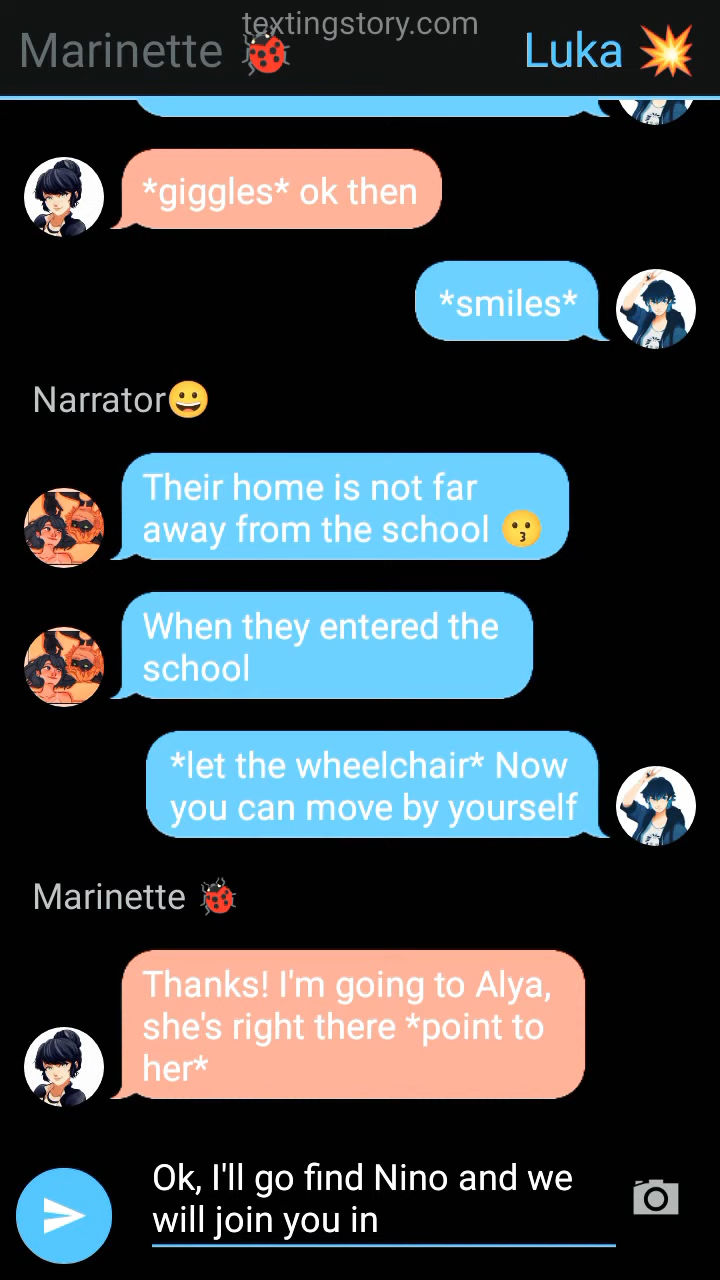 textingstory.com
Marinette 🐞
Luka 💥
*giggles* ok then
*smiles*
Narrator😀
Their home is not far
away from the school 😗
When they entered the
school
*let the wheelchair* Now
you can move by yourself
Marinette 🐞
Thanks! I'm going to Alya,
she's right there *point to
her*
Ok, I'll go find Nino and we
will join you in